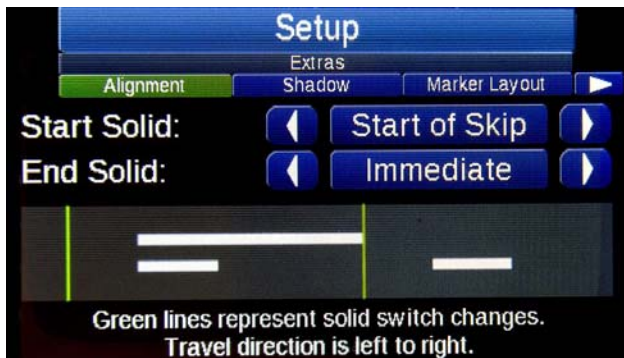 Setup
Extras
Alignment Shadow Marker Layout
Start Solid: Start of Skip
End Solid: Immediate
Green lines represent solid switch changes.
Travel direction is left to right.